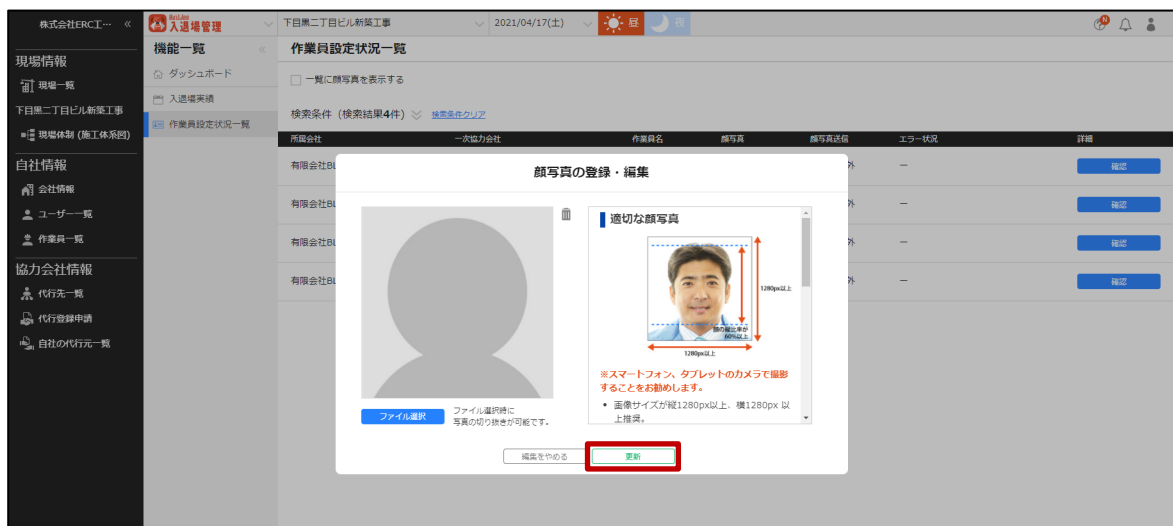 株式会社ERC工… «
現場情報
現場一覧
下目黒二丁目ビル新築工事
現場体制 (施工体系図)
自社情報
会社情報
ユーザー一覧
作業員一覧
協力会社情報
代行先一覧
代行登録申請
自社の代行元一覧
入退場管理
機能一覧 «
ダッシュボード
入退場実績
作業員設定状況一覧
下目黒二丁目ビル新築工事 2021/04/17(土) 昼 夜
N
作業員設定状況一覧
一覧に顔写真を表示する
検索条件 (検索結果4件) 検索条件クリア
所属会社 一次協力会社 作業員名 顔写真 顔写真送信 エラー状況 詳細
有限会社BL 外 ー 確認
有限会社BL 外 ー 確認
有限会社BL 外 ー 確認
有限会社BL 外 ー 確認
顔写真の登録・編集
ファイル選択
ファイル選択時に
写真の切り抜きが可能です。
適切な顔写真
1280px以上
顔の縦比率が
60%以上
1280px以上
※スマートフォン、タブレットのカメラで撮影
することをお勧めします。
• 画像サイズが縦1280px以上、横1280px 以
上推奨。
編集をやめる 更新